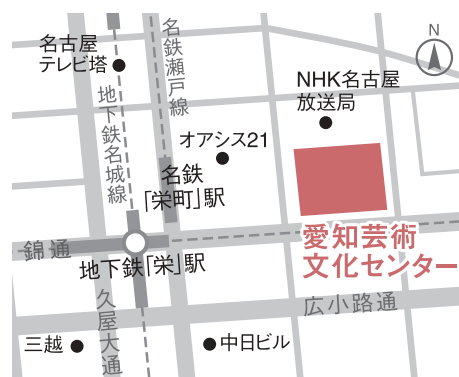 名古屋
テレビ塔
地下鉄名城線
名鉄瀬戸線
N
NHK名古屋
放送局
オアシス21
名鉄
「栄町」駅
愛知芸術
文化センター
錦通
地下鉄「栄」駅
久屋大通
広小路通
三越
中日ビル